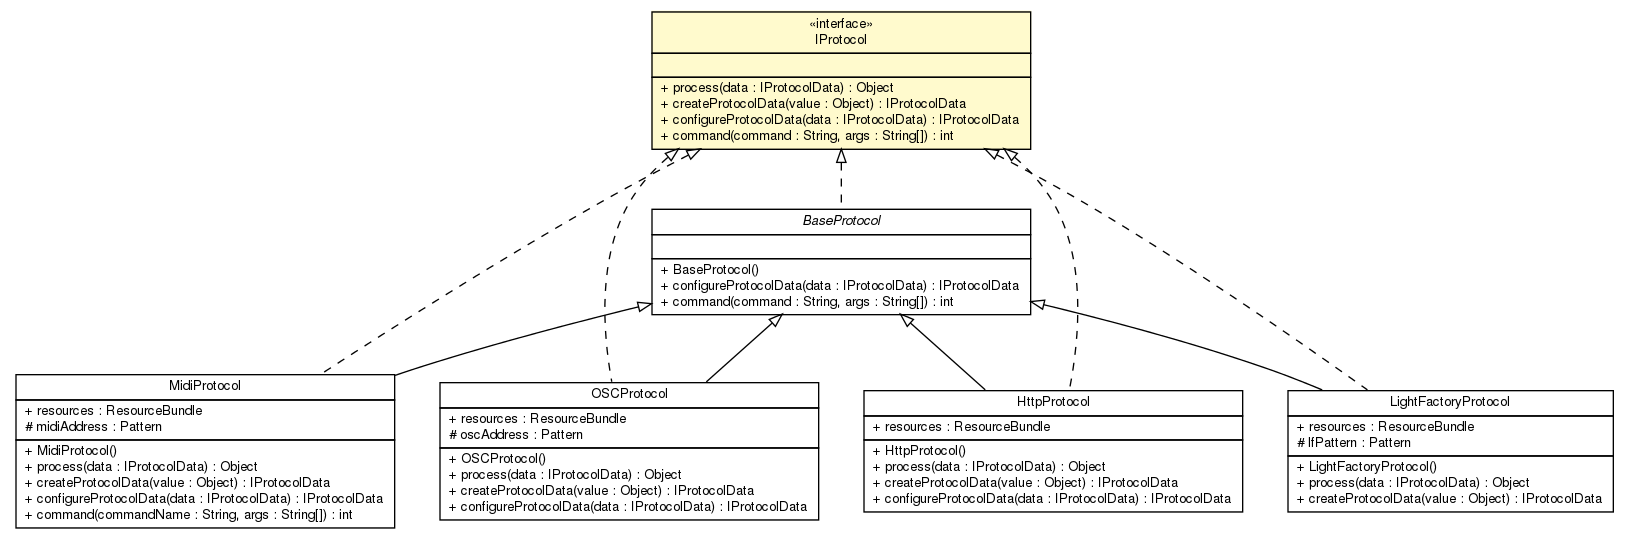 «interface»
IProtocol
+ process(data : IProtocolData) : Object
+ createProtocolData(value : Object) : IProtocolData
+ configureProtocolData(data : IProtocolData) : IProtocolData
+ command(command : String, args : String[]) : int
BaseProtocol
+ BaseProtocol()
+ configureProtocolData(data : IProtocolData) : IProtocolData
+ command(command : String, args : String[]) : int
MidiProtocol
+ resources : ResourceBundle
# midiAddress : Pattern
+ MidiProtocol()
+ process(data : IProtocolData) : Object
+ createProtocolData(value : Object) : IProtocolData
+ configureProtocolData(data : IProtocolData) : IProtocolData
+ command(commandName : String, args : String[]) : int
OSCProtocol
+ resources : ResourceBundle
# oscAddress : Pattern
+ OSCProtocol()
+ process(data : IProtocolData) : Object
+ createProtocolData(value : Object) : IProtocolData
+ configureProtocolData(data : IProtocolData) : IProtocolData
HttpProtocol
+ resources : ResourceBundle
+ HttpProtocol()
+ process(data : IProtocolData) : Object
+ createProtocolData(value : Object) : IProtocolData
+ configureProtocolData(data : IProtocolData) : IProtocolData
LightFactoryProtocol
+ resources : ResourceBundle
# lfPattern : Pattern
+ LightFactoryProtocol()
+ process(data : IProtocolData) : Object
+ createProtocolData(value : Object) : IProtocolData